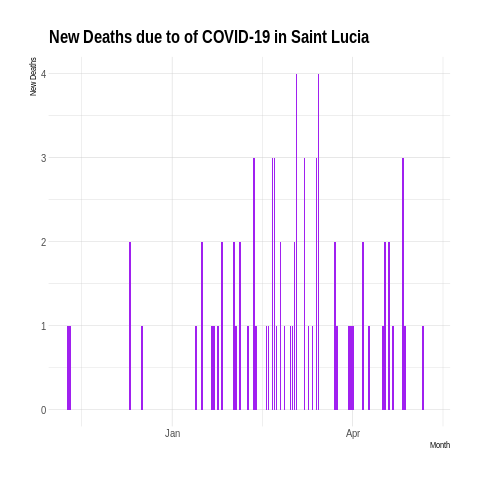 New Deaths due to of COVID-19 in Saint Lucia
New Deaths
4
3
2
1
0
Jan
Apr
Month